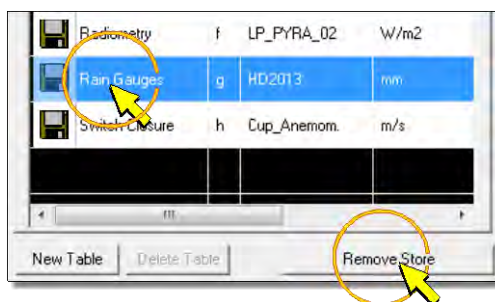 Radiometry f LP_PYRA_02 W/m2
Rain Gauges g HD2013 mm
Switch Closure h Cup_Anemom. m/s
New Table Delete Table Remove Store